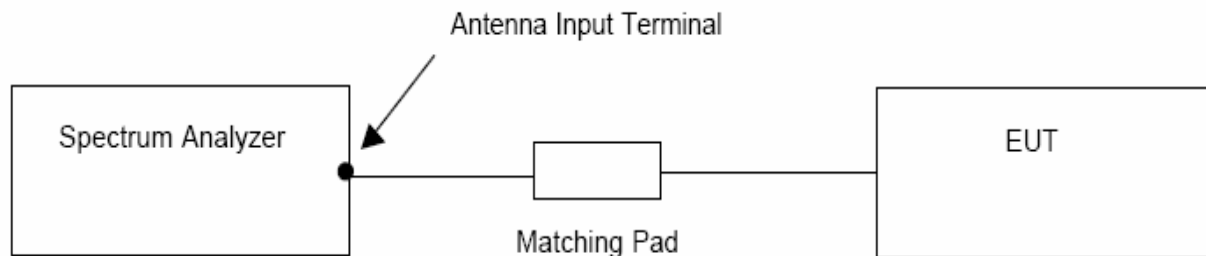 Antenna Input Terminal
Spectrum Analyzer
EUT
Matching Pad